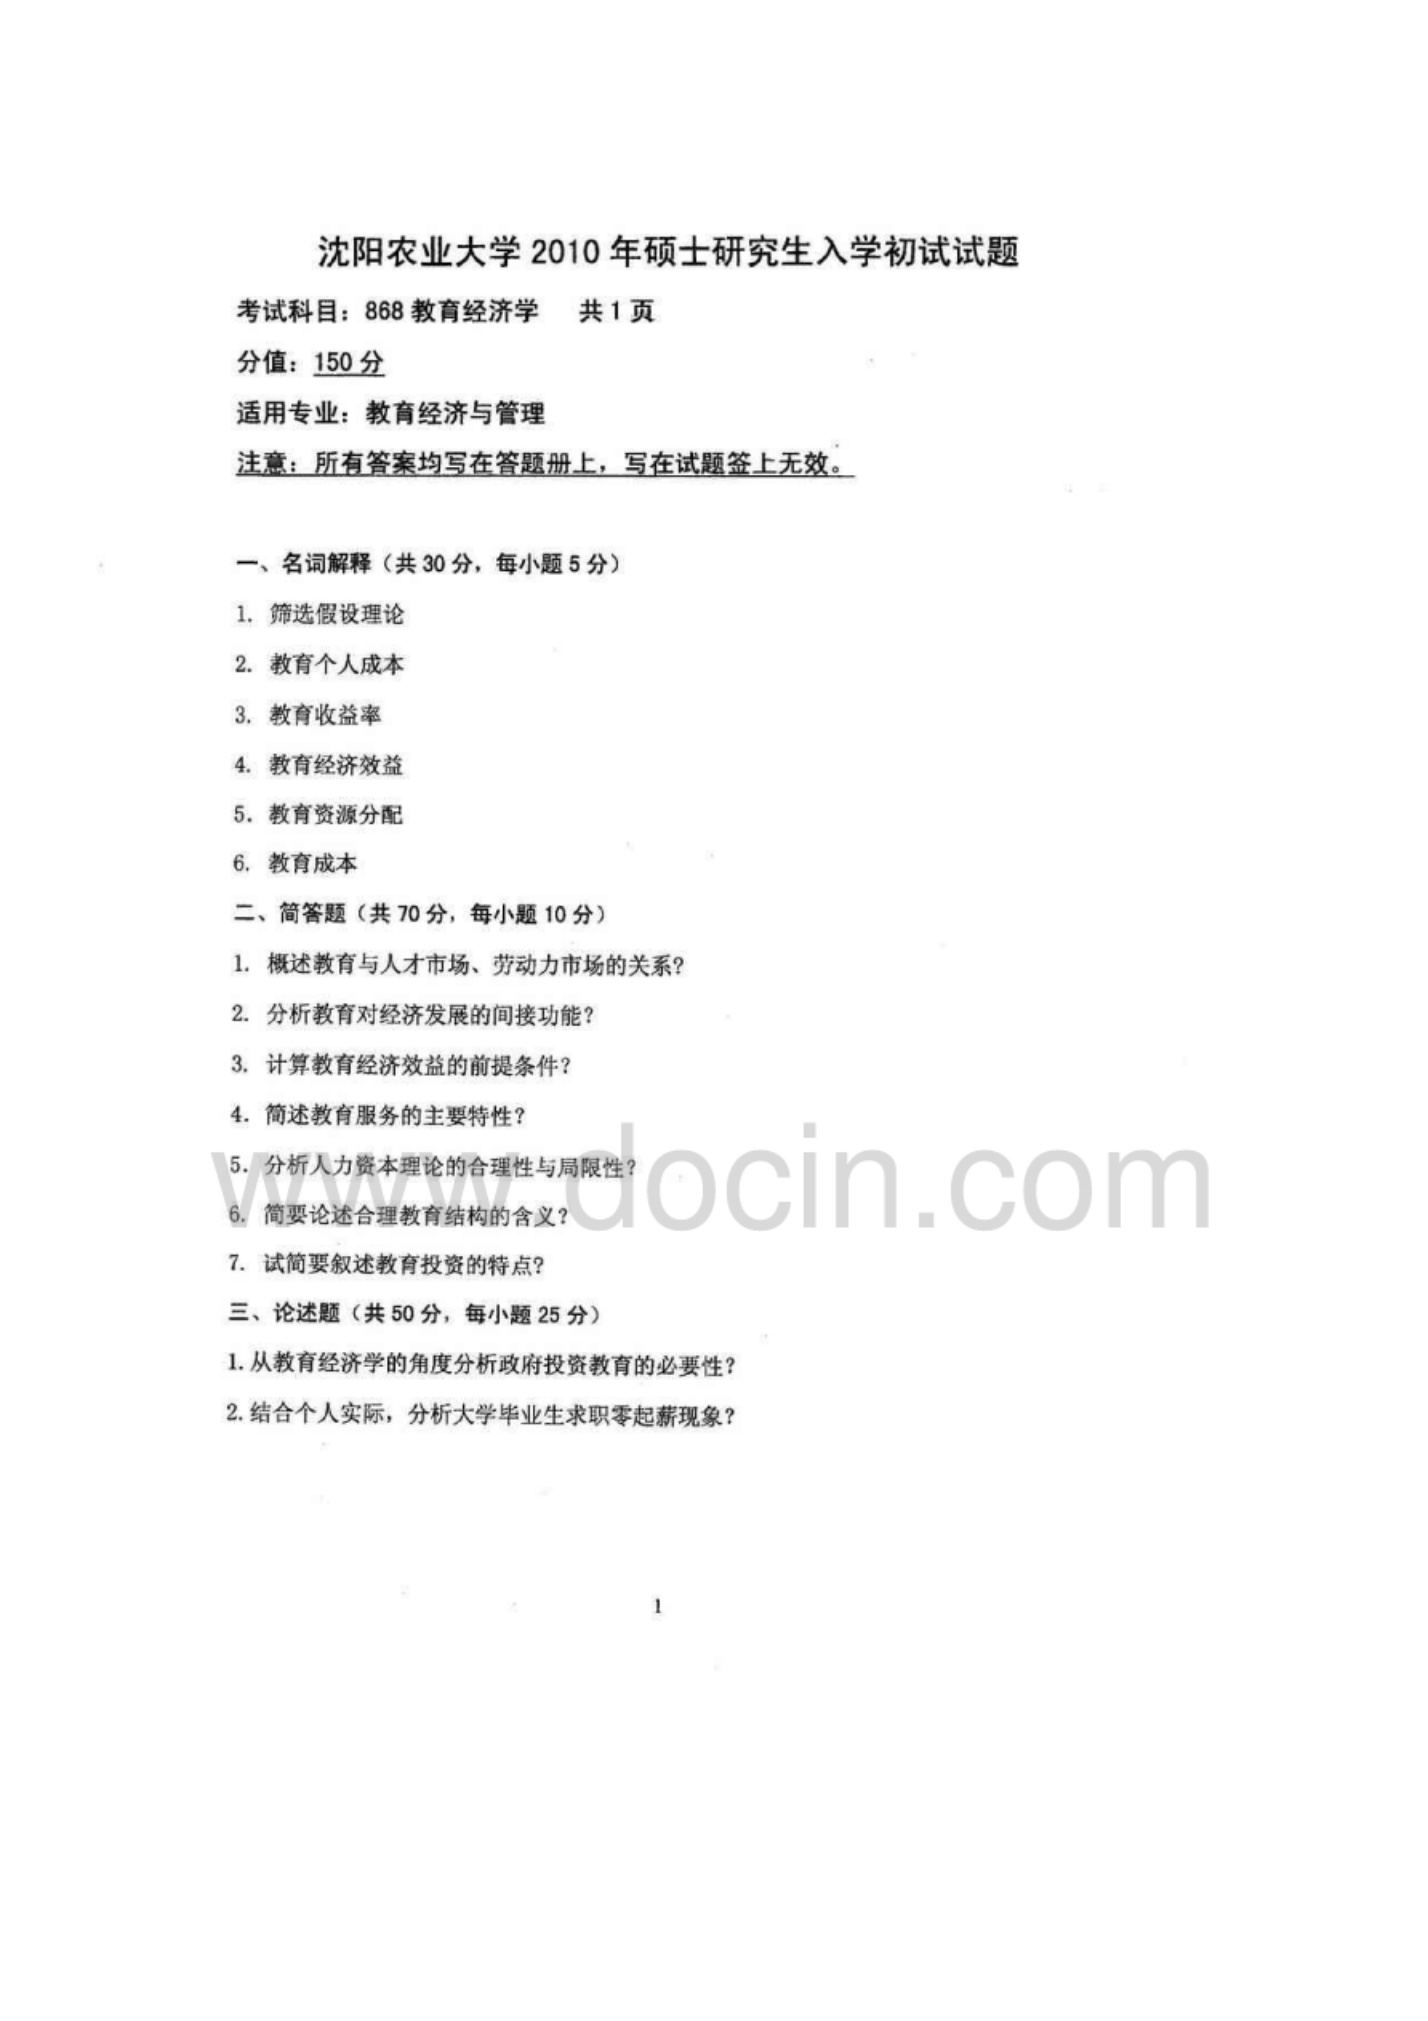 沈阳农业大学 2010 年硕士研究生入学初试试题
考试科目：868 教育经济学 共 1 页
分值：150 分
适用专业：教育经济与管理
注意：所有答案均写在答题册上，写在试题签上无效。
一、名词解释（共 30 分，每小题 5 分）
1. 筛选假设理论
2. 教育个人成本
3. 教育收益率
4. 教育经济效益
5. 教育资源分配
6. 教育成本
二、简答题（共 70 分，每小题 10 分）
1. 概述教育与人才市场、劳动力市场的关系?
2. 分析教育对经济发展的间接功能?
3. 计算教育经济效益的前提条件?
4. 简述教育服务的主要特性?
5. 分析人力资本理论的合理性与局限性?
www.docin.com
6. 简要论述合理教育结构的含义?
7. 试简要叙述教育投资的特点?
三、论述题（共 50 分，每小题 25 分）
1. 从教育经济学的角度分析政府投资教育的必要性?
2. 结合个人实际，分析大学毕业生求职零起薪现象?
1